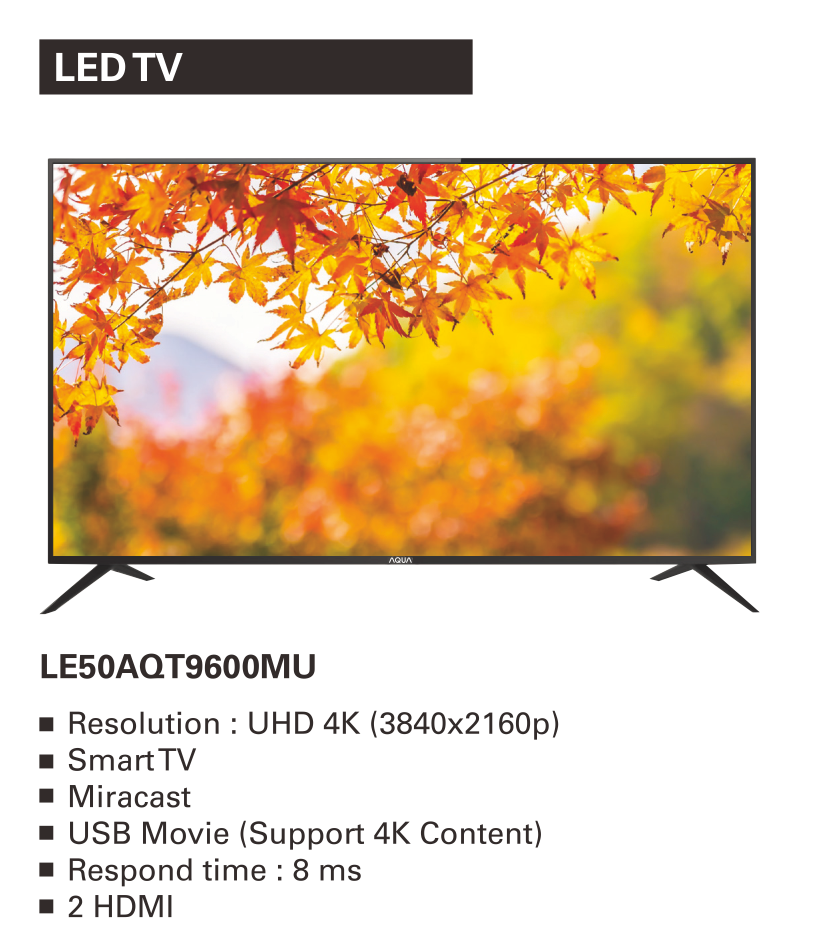 LED TV
AQUA
LE50AQT9600MU
■ Resolution : UHD 4K (3840x2160p)
■ Smart TV
■ Miracast
■ USB Movie (Support 4K Content)
■ Respond time : 8 ms
■ 2 HDMI